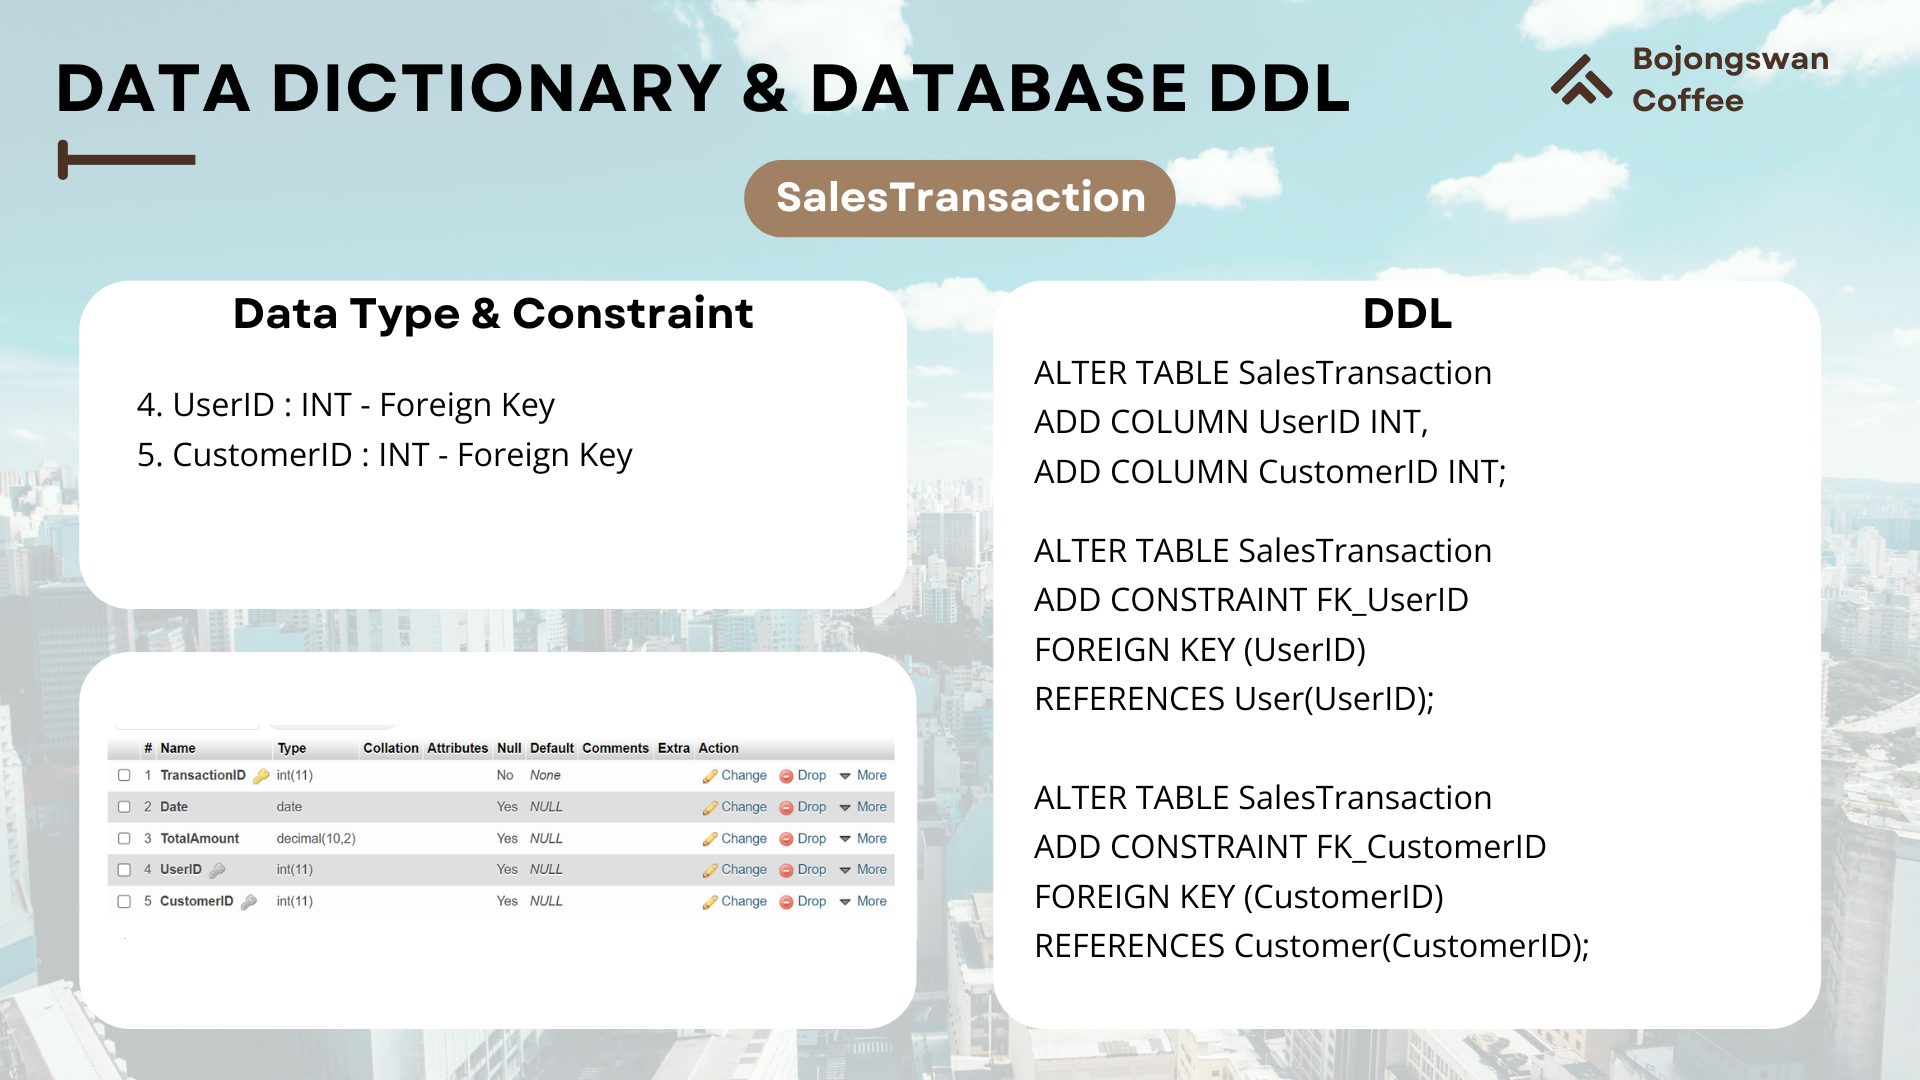 DATA DICTIONARY & DATABASE DDL
Bojongswan
Coffee
SalesTransaction
Data Type & Constraint
4. UserID : INT - Foreign Key
5. CustomerID : INT - Foreign Key
# Name Type Collation Attributes Null Default Comments Extra Action
1 TransactionID int(11) No None Change Drop More
2 Date date Yes NULL Change Drop More
3 TotalAmount decimal(10,2) Yes NULL Change Drop More
4 UserID int(11) Yes NULL Change Drop More
5 CustomerID int(11) Yes NULL Change Drop More
DDL
ALTER TABLE SalesTransaction
ADD COLUMN UserID INT,
ADD COLUMN CustomerID INT;
ALTER TABLE SalesTransaction
ADD CONSTRAINT FK_UserID
FOREIGN KEY (UserID)
REFERENCES User(UserID);
ALTER TABLE SalesTransaction
ADD CONSTRAINT FK_CustomerID
FOREIGN KEY (CustomerID)
REFERENCES Customer(CustomerID);